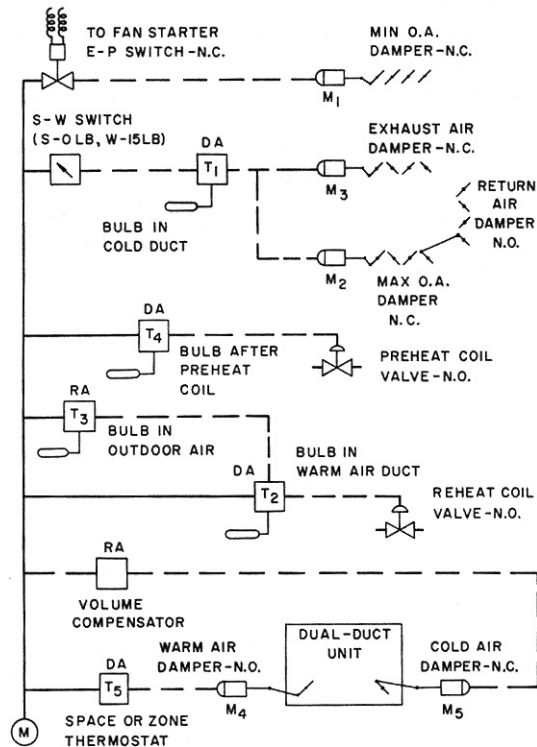 TO FAN STARTER
E-P SWITCH-N.C.
MIN O.A.
DAMPER-N.C.
M1
S-W SWITCH
(S-0LB, W-15LB)
DA
T1
EXHAUST AIR
DAMPER-N.C.
M3
RETURN
AIR
DAMPER
N.O.
BULB IN
COLD DUCT
M2
MAX O.A.
DAMPER
N.C.
DA
T4
BULB AFTER
PREHEAT
COIL
PREHEAT COIL
VALVE-N.O.
RA
T3
BULB IN
OUTDOOR AIR
BULB IN
WARM AIR DUCT
DA
T2
REHEAT COIL
VALVE-N.O.
RA
VOLUME
COMPENSATOR
DUAL-DUCT
UNIT
WARM AIR
DAMPER-N.O.
COLD AIR
DAMPER-N.C.
DA
T5
M4
M5
M
SPACE OR ZONE
THERMOSTAT